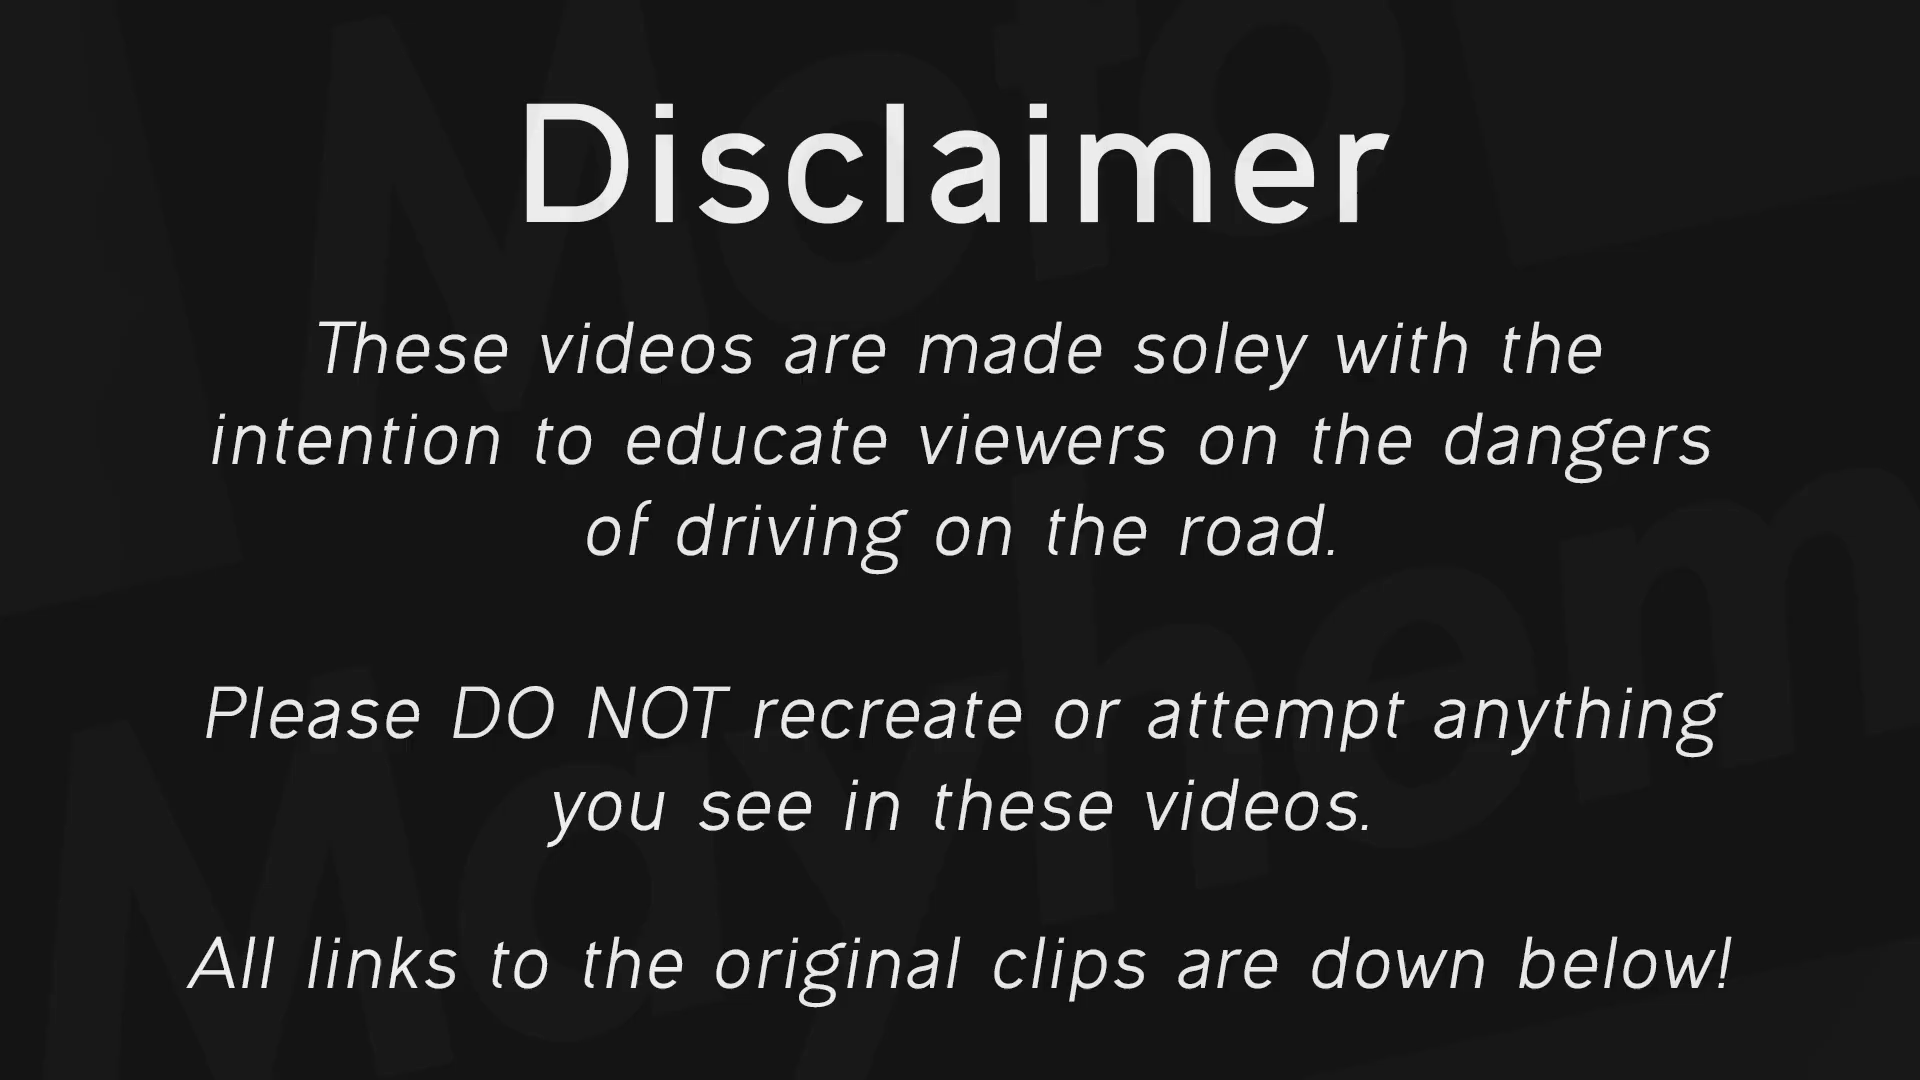 Moto
Disclaimer
These videos are made soley with the
intention to educate viewers on the dangers
of driving on the road.
Please DO NOT recreate or attempt anything
you see in these videos.
Mayhem
All links to the original clips are down below!